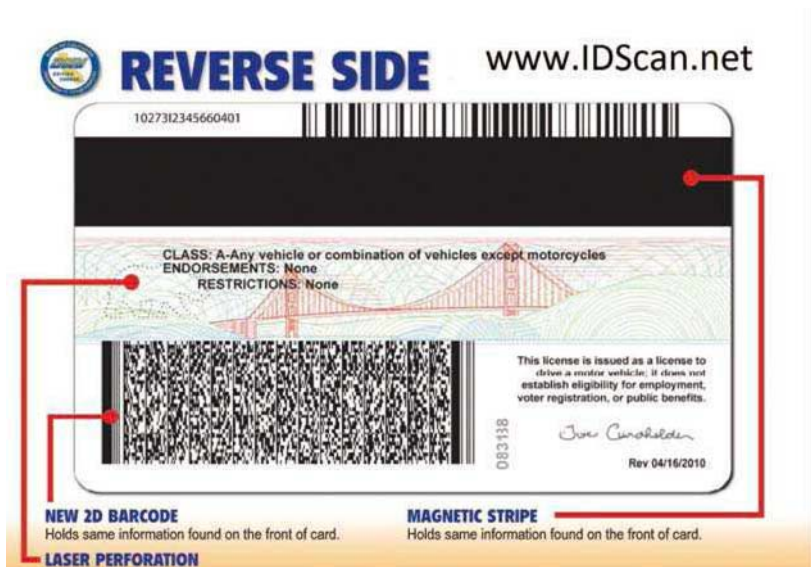 REVERSE SIDE
www.IDScan.net
10273I2345660401
CLASS: A-Any vehicle or combination of vehicles except motorcycles
ENDORSEMENTS: None
RESTRICTIONS: None
This license is issued as a license to
drive a motor vehicle; it does not
establish eligibility for employment,
voter registration, or public benefits.
083138
Rev 04/16/2010
NEW 2D BARCODE
Holds same information found on the front of card.
MAGNETIC STRIPE
Holds same information found on the front of card.
LASER PERFORATION